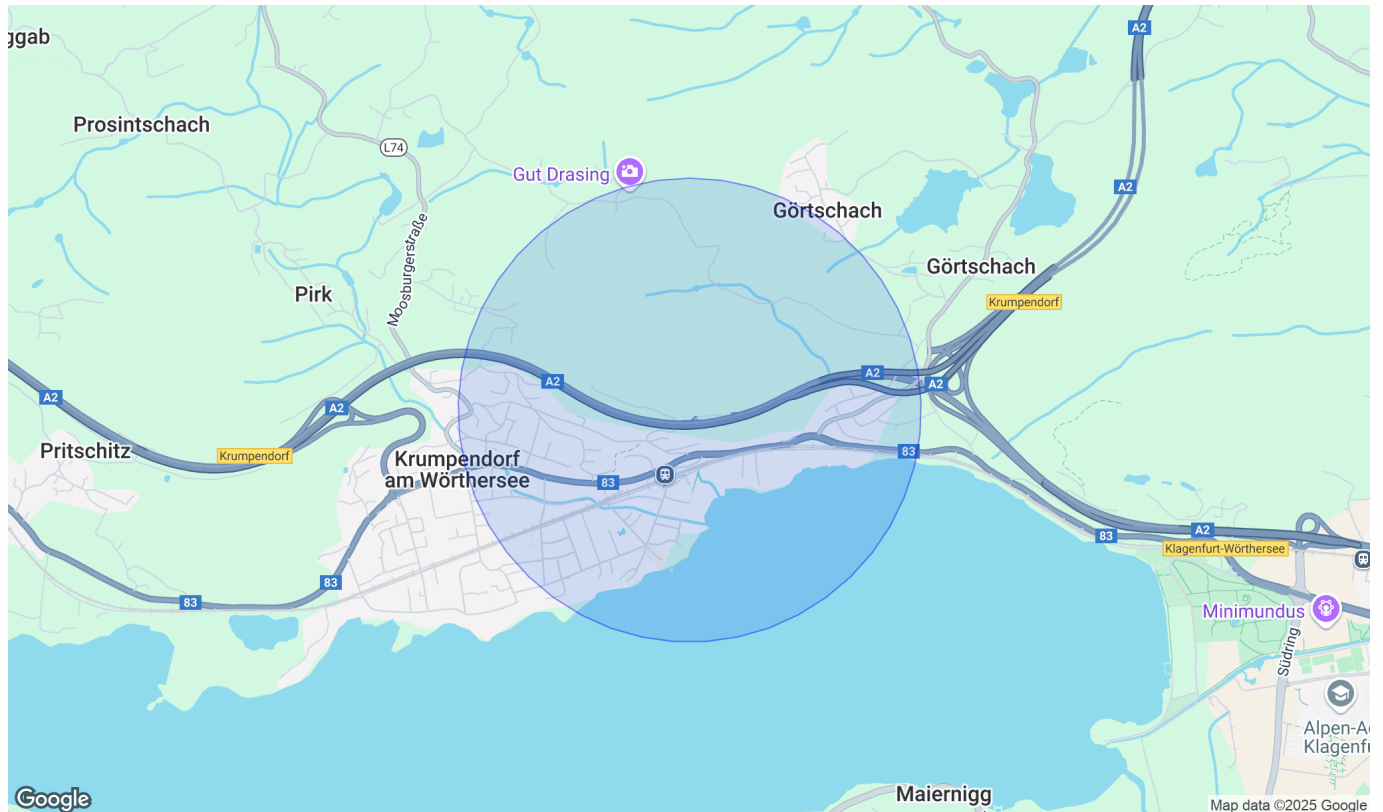 ggab
A2
Prosintschach
L74
Gut Drasing
A2
Görtschach
Moosburgerstraße
Görtschach
Pirk
Krumpendorf
A2
A2
A2
A2
A2
Pritschitz
Krumpendorf
Krumpendorf
am Wörthersee
83
83
A2
83
Klagenfurt-Wörthersee
83
83
Minimundus
Südring
Alpen-A
Klagenfu
Maiernigg
Google
Map data ©2025 Google